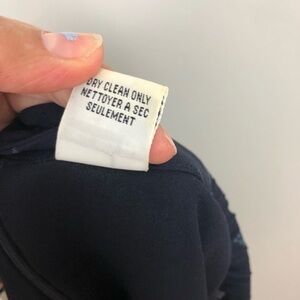 DRY CLEAN ONLY
NETTOYER A SEC
SEULEMENT